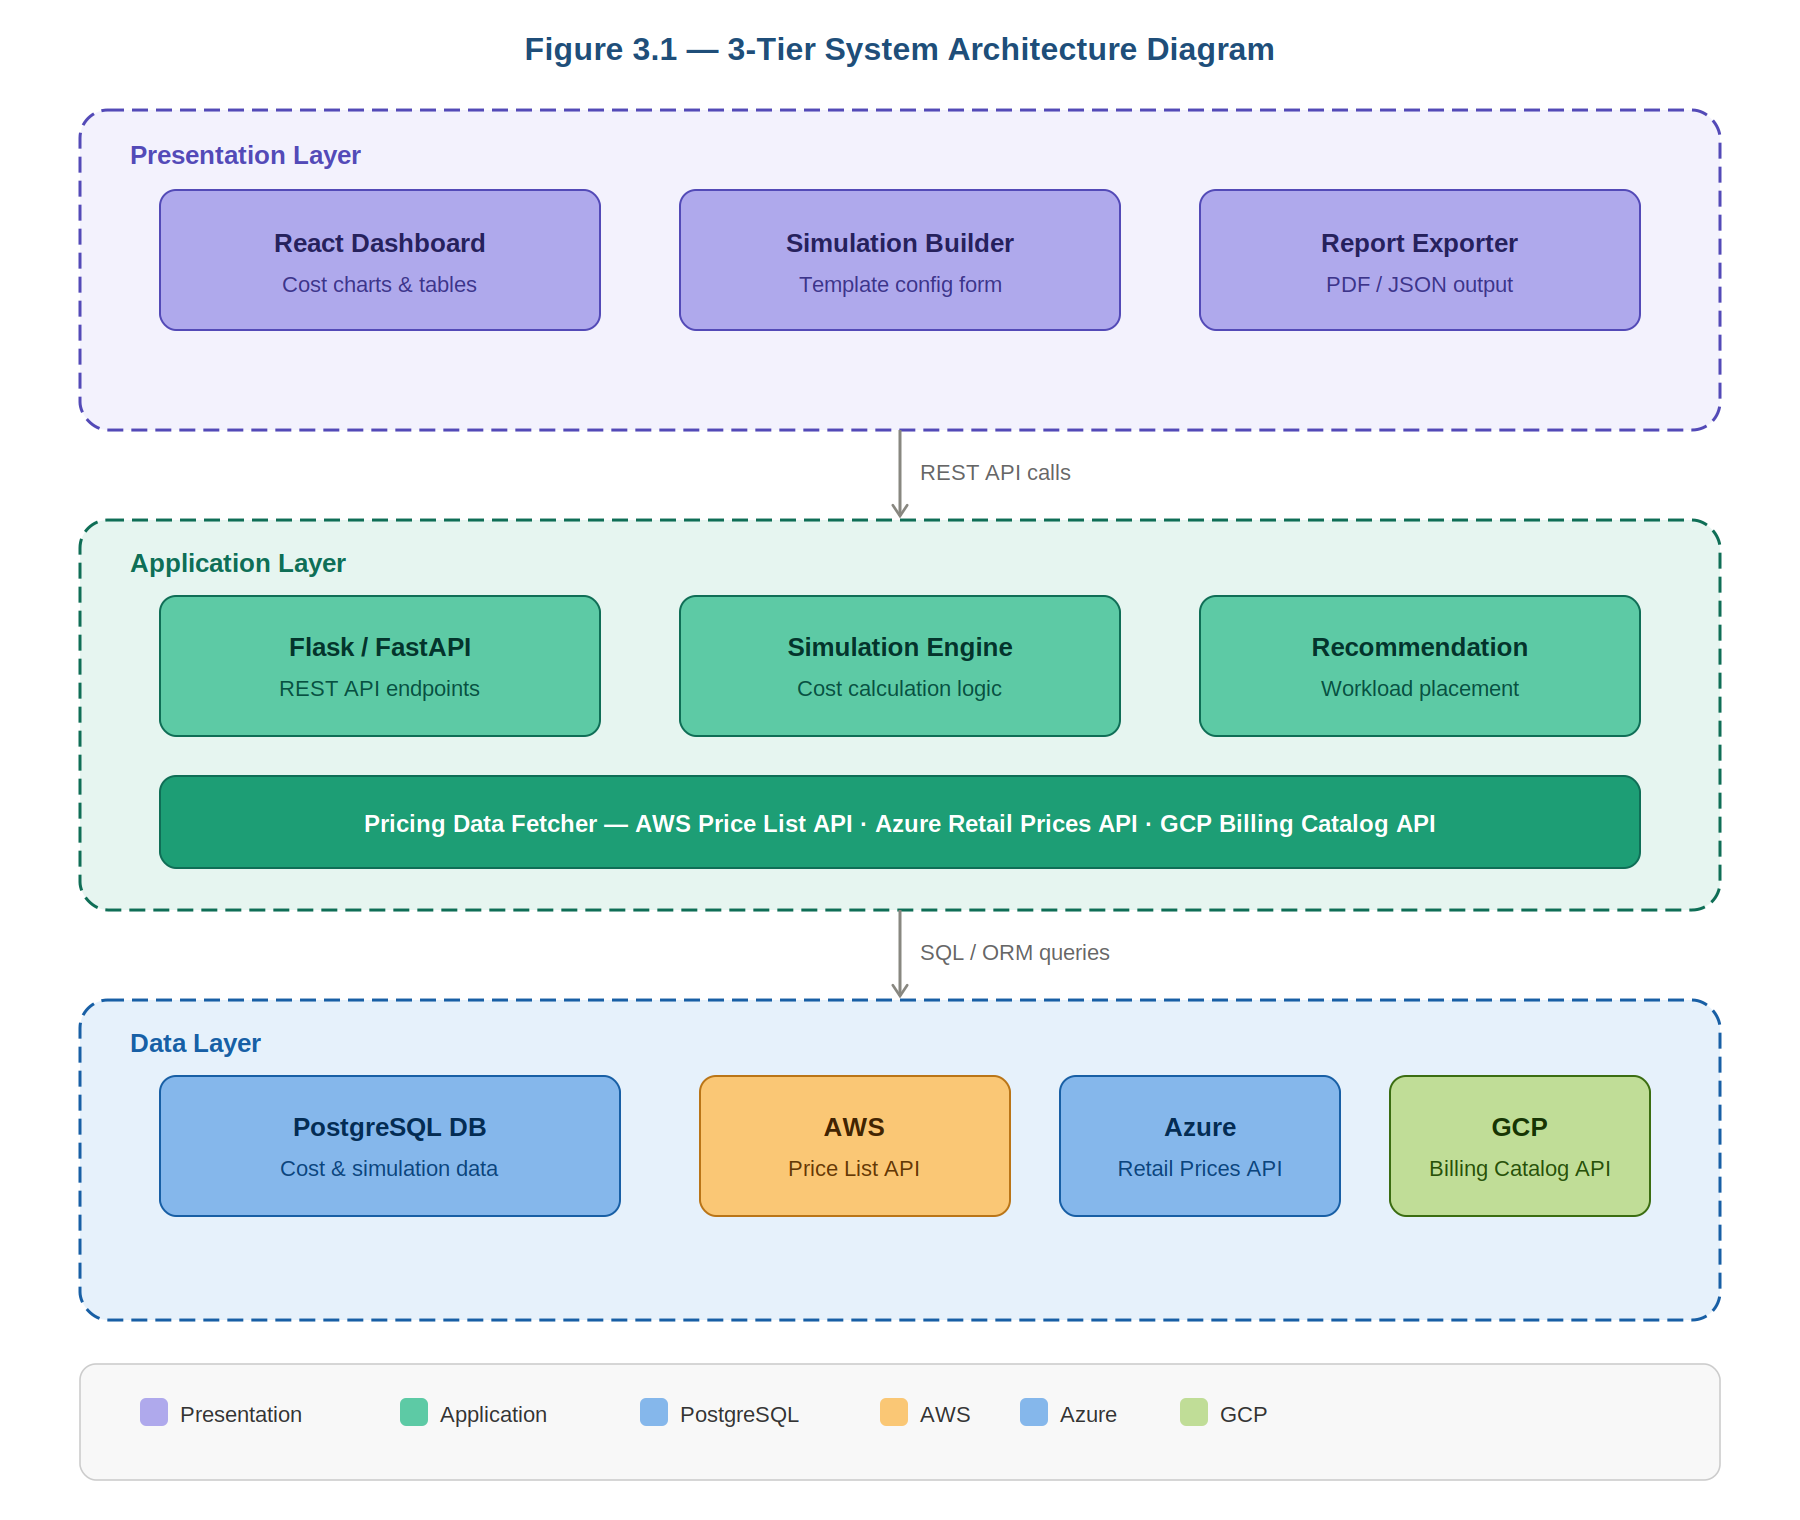 Figure 3.1 — 3-Tier System Architecture Diagram
Presentation Layer
React Dashboard
Cost charts & tables
Simulation Builder
Template config form
Report Exporter
PDF / JSON output
REST API calls
Application Layer
Flask / FastAPI
REST API endpoints
Simulation Engine
Cost calculation logic
Recommendation
Workload placement
Pricing Data Fetcher — AWS Price List API · Azure Retail Prices API · GCP Billing Catalog API
SQL / ORM queries
Data Layer
PostgreSQL DB
Cost & simulation data
AWS
Price List API
Azure
Retail Prices API
GCP
Billing Catalog API
Presentation
Application
PostgreSQL
AWS
Azure
GCP